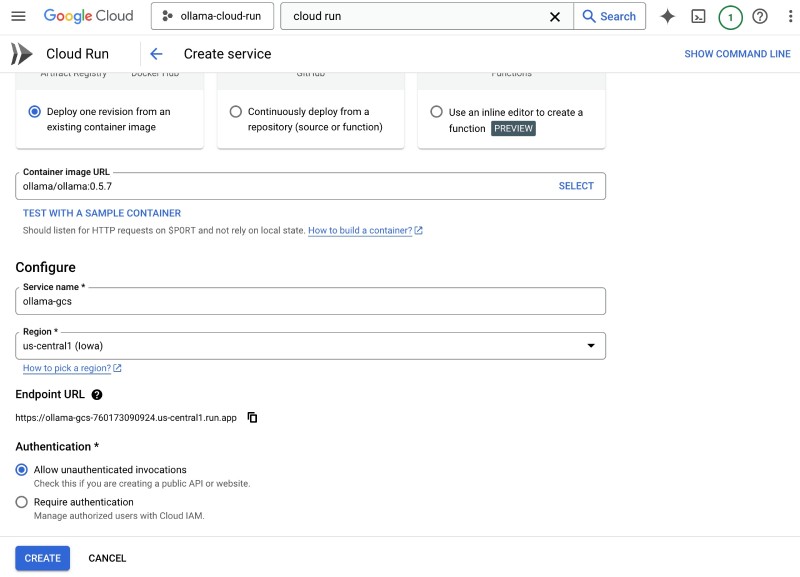 Google Cloud
ollama-cloud-run
cloud run
Search
1
Cloud Run
Create service
SHOW COMMAND LINE
Artifact Registry
Docker Hub
GitHub
Functions
Deploy one revision from an
existing container image
Continuously deploy from a
repository (source or function)
Use an inline editor to create a
function PREVIEW
Container image URL
ollama/ollama:0.5.7
SELECT
TEST WITH A SAMPLE CONTAINER
Should listen for HTTP requests on $PORT and not rely on local state. How to build a container?
Configure
Service name *
ollama-gcs
Region *
us-central1 (Iowa)
How to pick a region?
Endpoint URL
https://ollama-gcs-760173090924.us-central1.run.app
Authentication *
Allow unauthenticated invocations
Check this if you are creating a public API or website.
Require authentication
Manage authorized users with Cloud IAM.
CREATE
CANCEL